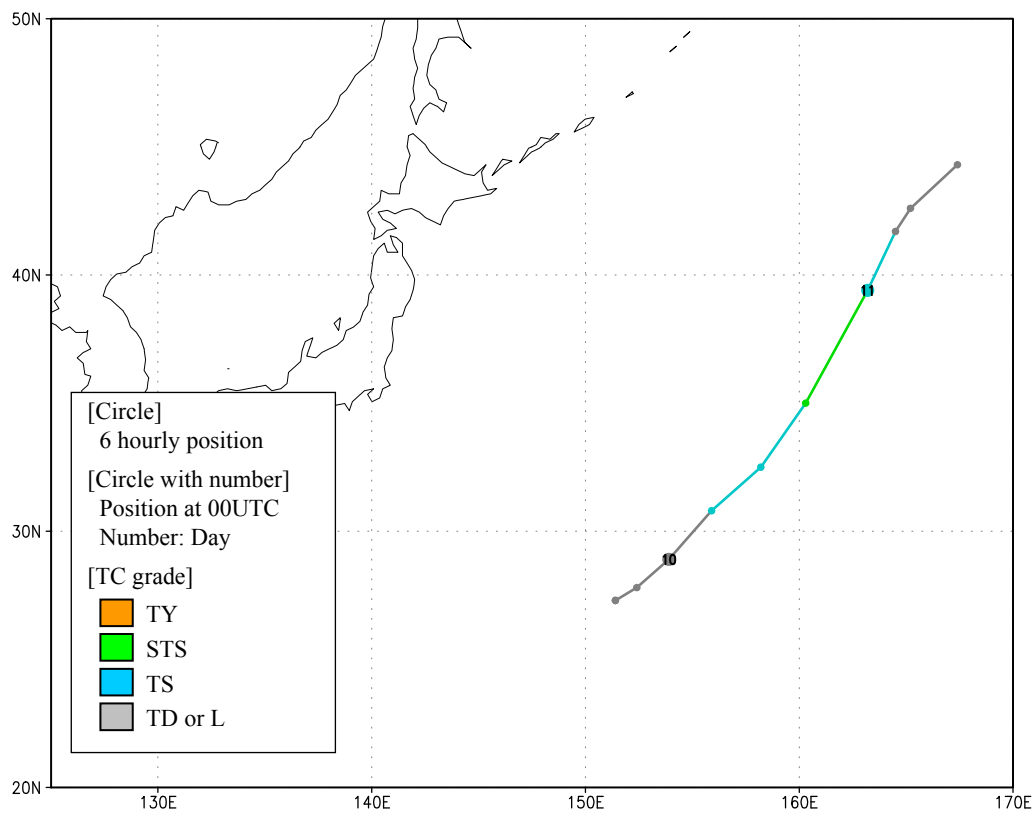 50N
40N
30N
20N
130E
140E
150E
160E
170E
11
10
[Circle]
6 hourly position
[Circle with number]
Position at 00UTC
Number: Day
[TC grade]
TY
STS
TS
TD or L